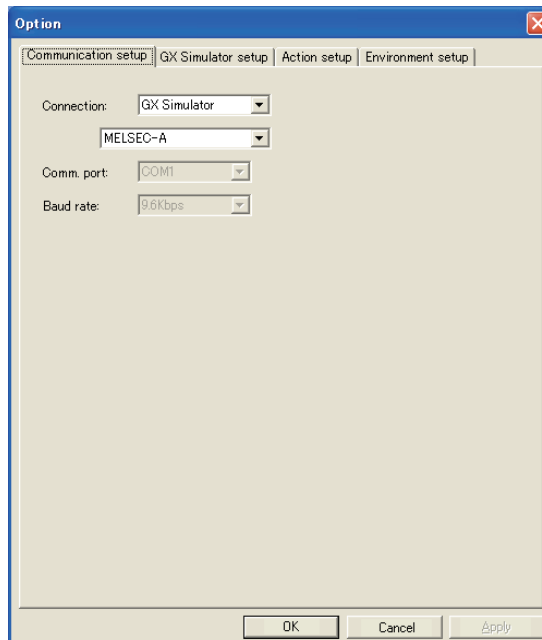 Option
Communication setup GX Simulator setup Action setup Environment setup
Connection: GX Simulator
MELSEC-A
Comm. port: COM1
Baud rate: 9.6Kbps
OK Cancel Apply